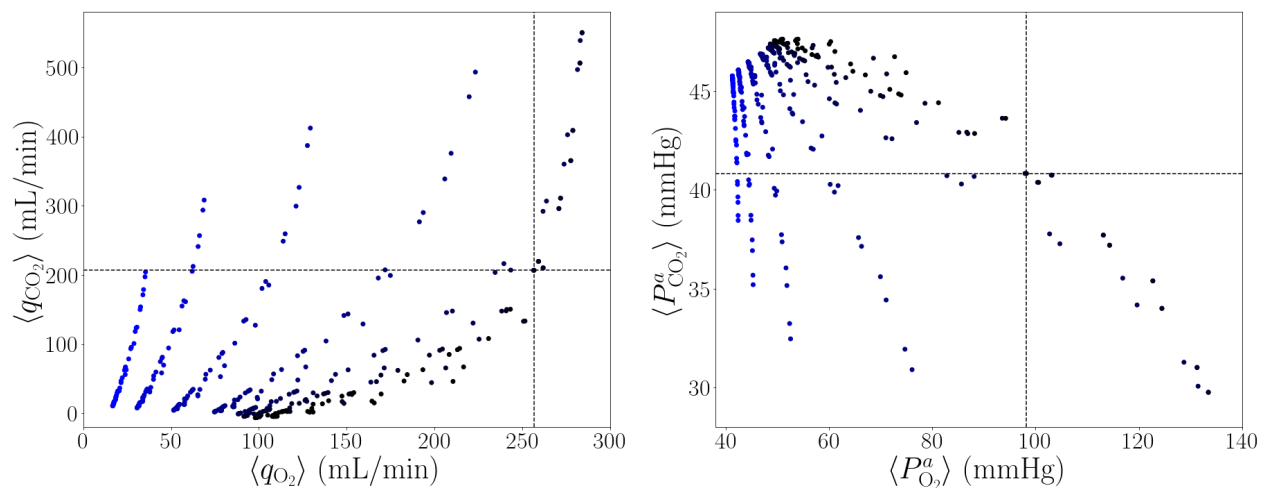 500
400
300
200
100
0
⟨q_CO₂⟩ (mL/min)
0 50 100 150 200 250 300
⟨q_O₂⟩ (mL/min)
45
40
35
30
⟨P^a_CO₂⟩ (mmHg)
40 60 80 100 120 140
⟨P^a_O₂⟩ (mmHg)